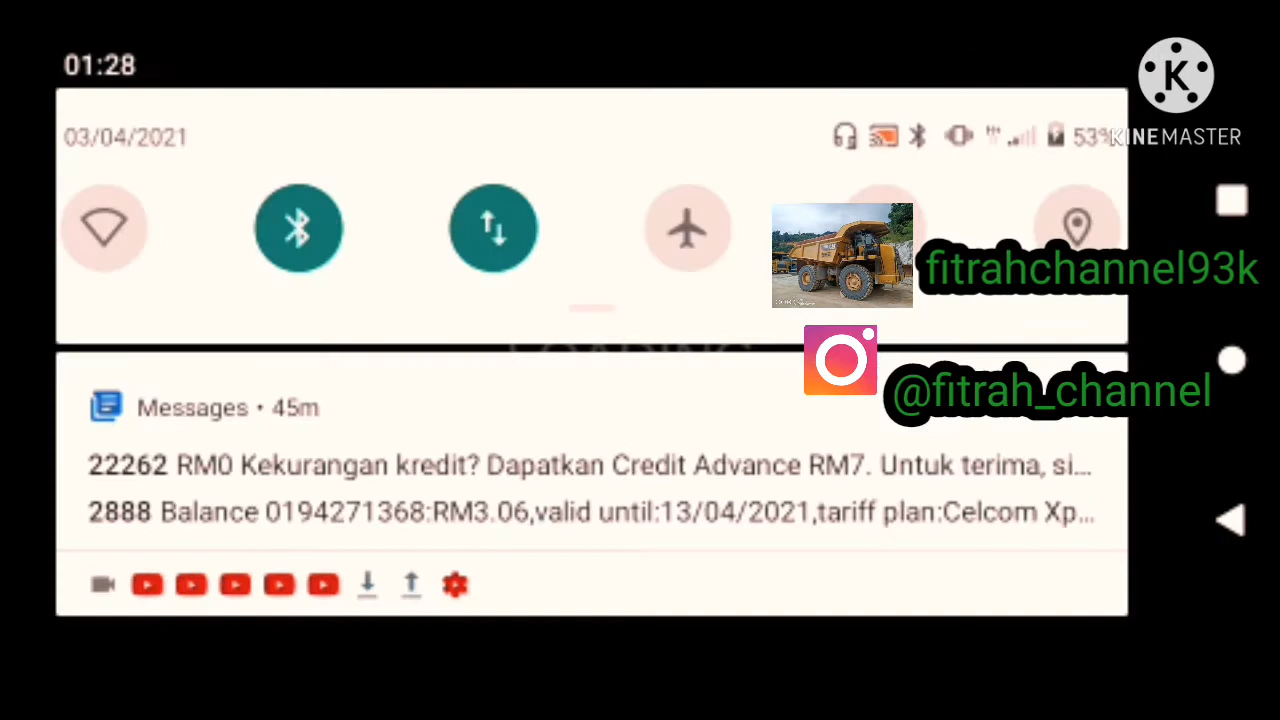 01:28
03/04/2021
53%
KINEMASTER
fitrahchannel93k
@fitrah_channel
Messages • 45m
22262 RM0 Kekurangan kredit? Dapatkan Credit Advance RM7. Untuk terima, si...
2888 Balance 0194271368:RM3.06,valid until:13/04/2021,tariff plan:Celcom Xp...